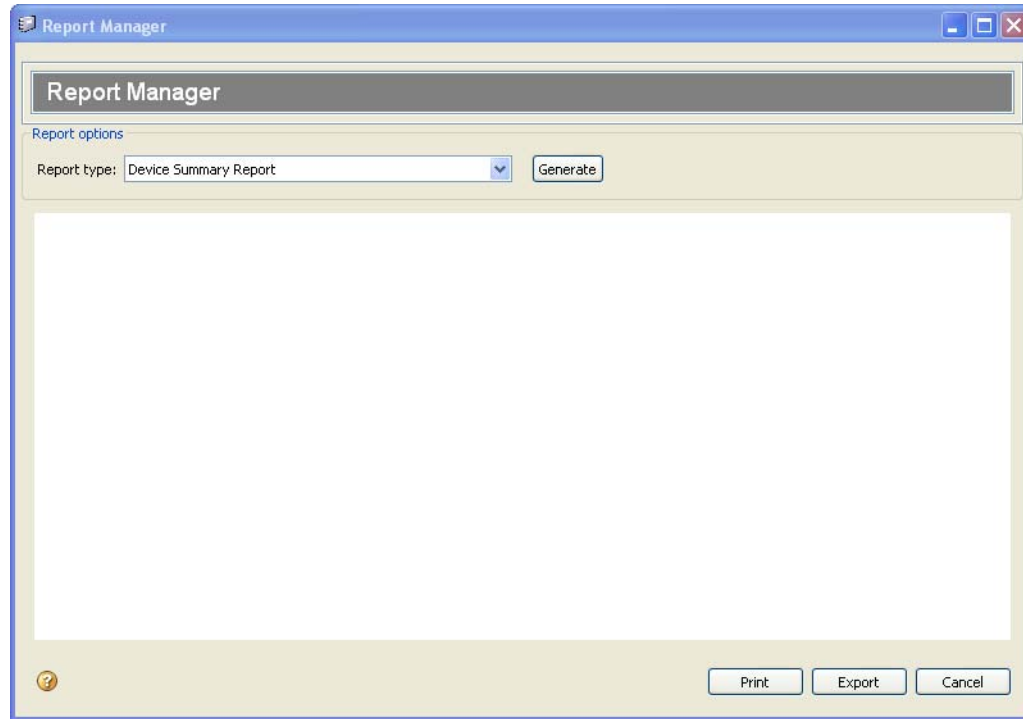 Report Manager
Report Manager
Report options
Report type: Device Summary Report Generate
Print Export Cancel